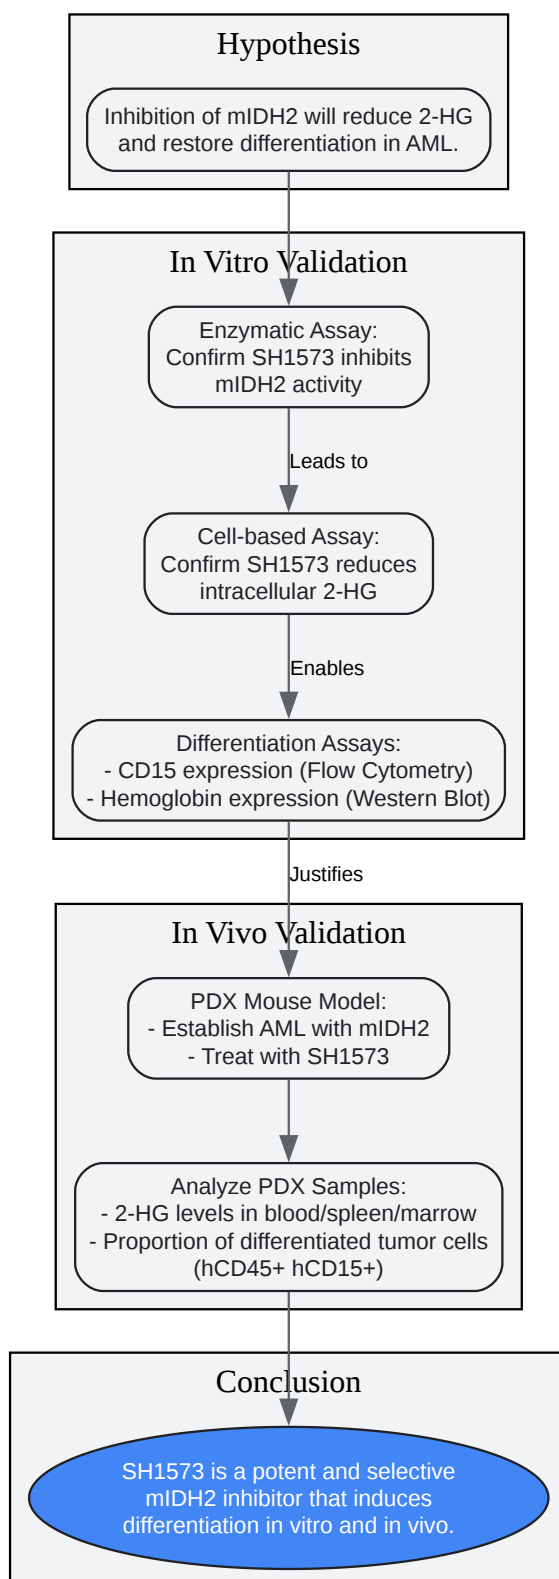 Hypothesis
Inhibition of mIDH2 will reduce 2-HG
and restore differentiation in AML.
In Vitro Validation
Enzymatic Assay:
Confirm SH1573 inhibits
mIDH2 activity
Leads to
Cell-based Assay:
Confirm SH1573 reduces
intracellular 2-HG
Enables
Differentiation Assays:
- CD15 expression (Flow Cytometry)
- Hemoglobin expression (Western Blot)
Justifies
In Vivo Validation
PDX Mouse Model:
- Establish AML with mIDH2
- Treat with SH1573
Analyze PDX Samples:
- 2-HG levels in blood/spleen/marrow
- Proportion of differentiated tumor cells
(hCD45+ hCD15+)
Conclusion
SH1573 is a potent and selective
mIDH2 inhibitor that induces
differentiation in vitro and in vivo.